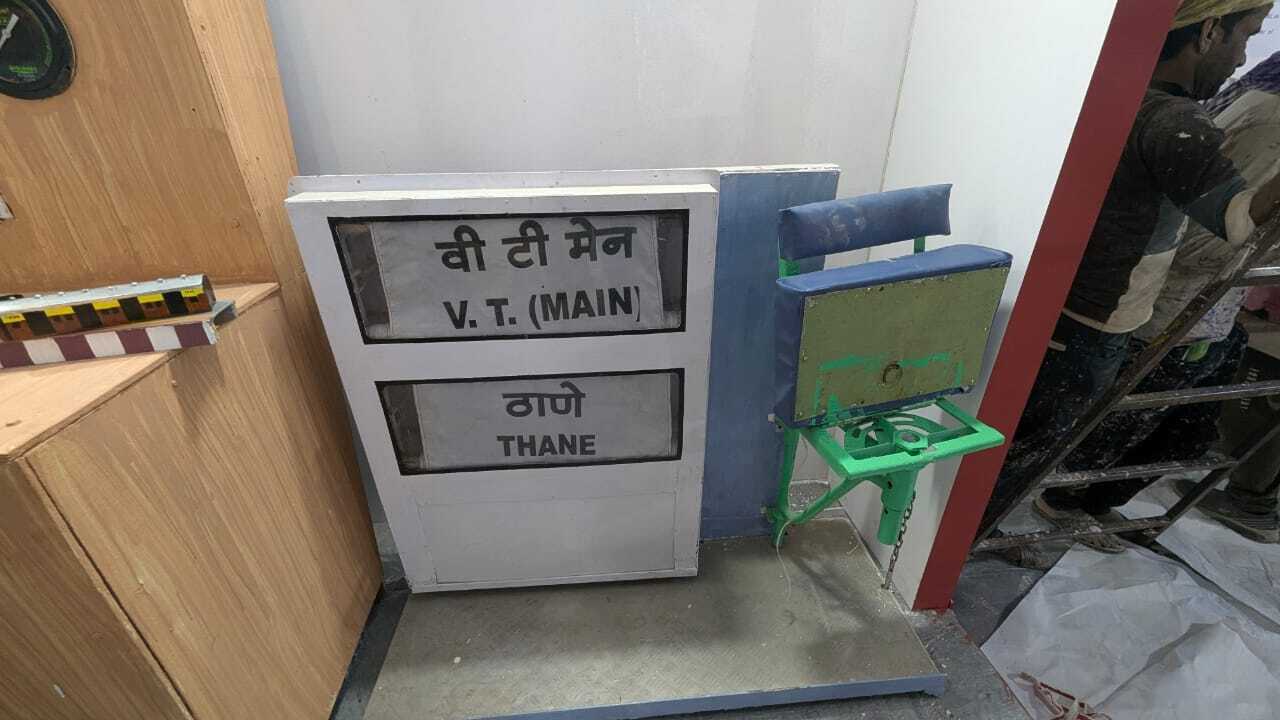 वी टी मेन
V. T. (MAIN)
ठाणे
THANE